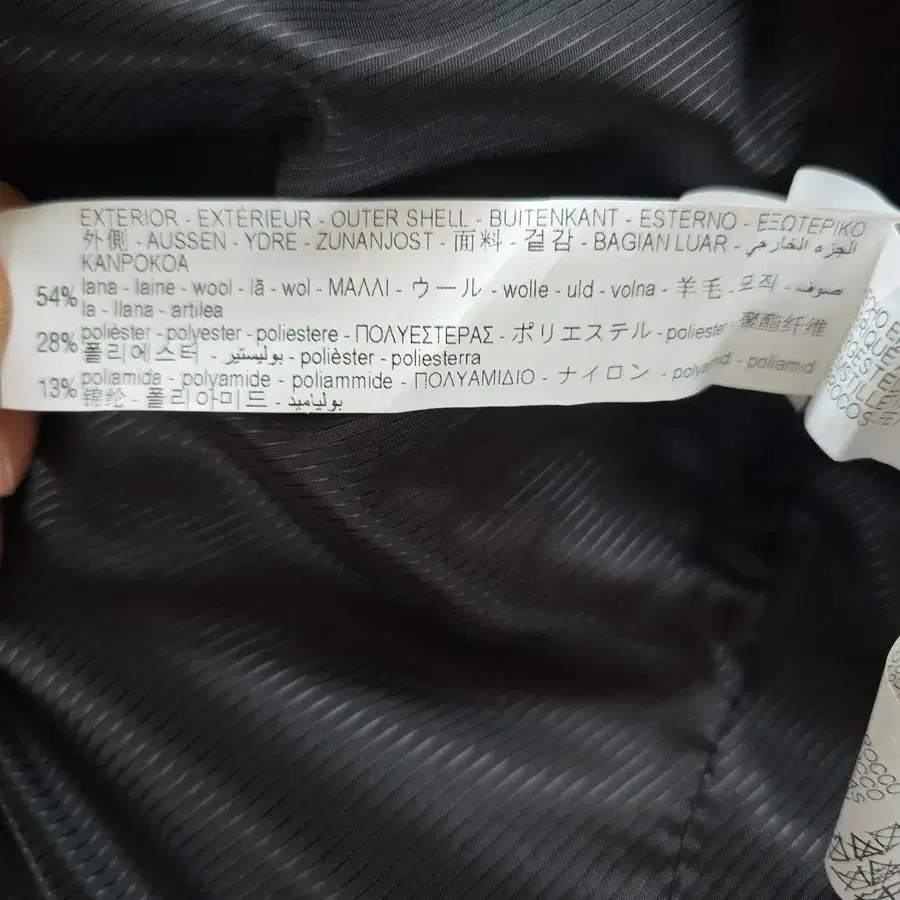 EXTERIOR - EXTÉRIEUR - OUTER SHELL - BUITENKANT - ESTERNO - ΕΞΩΤΕΡΙΚΟ
外側 - AUSSEN - YDRE - ZUNANJOST - 面料 - 겉감 - BAGIAN LUAR - الجزء الخارجي -
KANPOKOA
54% lana - laine - wool - lã - wol - ΜΑΛΛΙ - ウール - wolle - uld - volna - 羊毛 - 모직 - صوف -
la - llana - artilea
28% poliéster - polyester - poliestere - ΠΟΛΥΕΣΤΕΡΑΣ - ポリエステル - poliester - 聚酯纤维
폴리에스터 - بوليستير - polièster - poliesterra
13% poliamida - polyamide - poliammide - ΠΟΛΥΑΜΙΔΙΟ - ナイロン - polyamid - poliamid
锦纶 - 폴리아미드 - بولياميد